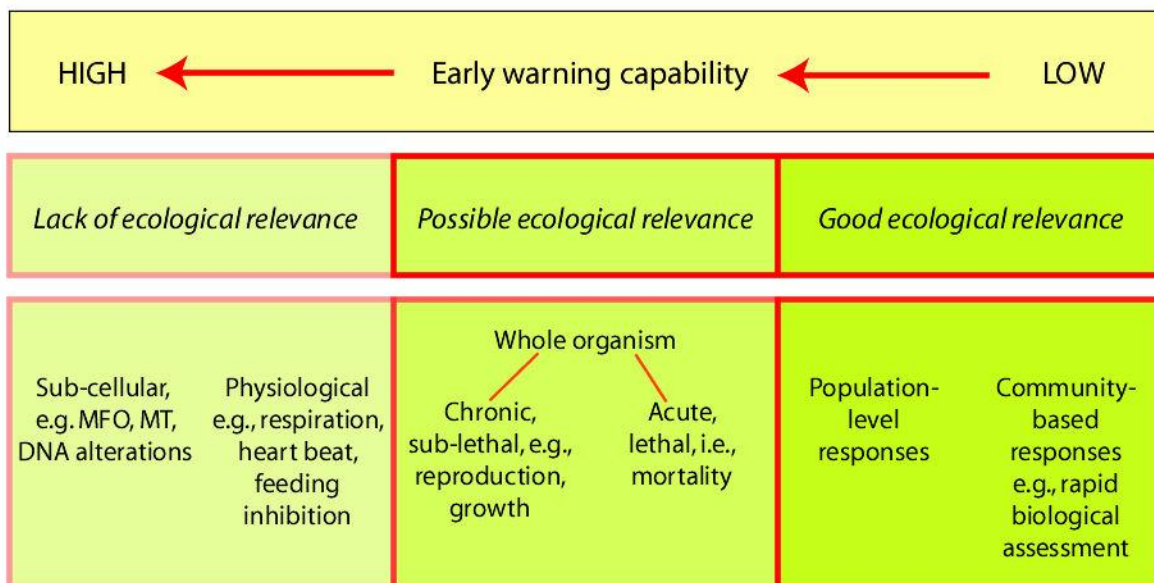 HIGH
Early warning capability
LOW
Lack of ecological relevance
Possible ecological relevance
Good ecological relevance
Sub-cellular,
e.g. MFO, MT,
DNA alterations
Physiological
e.g., respiration,
heart beat,
feeding
inhibition
Whole organism
Chronic,
sub-lethal, e.g.,
reproduction,
growth
Acute,
lethal, i.e.,
mortality
Population-
level
responses
Community-
based
responses
e.g., rapid
biological
assessment